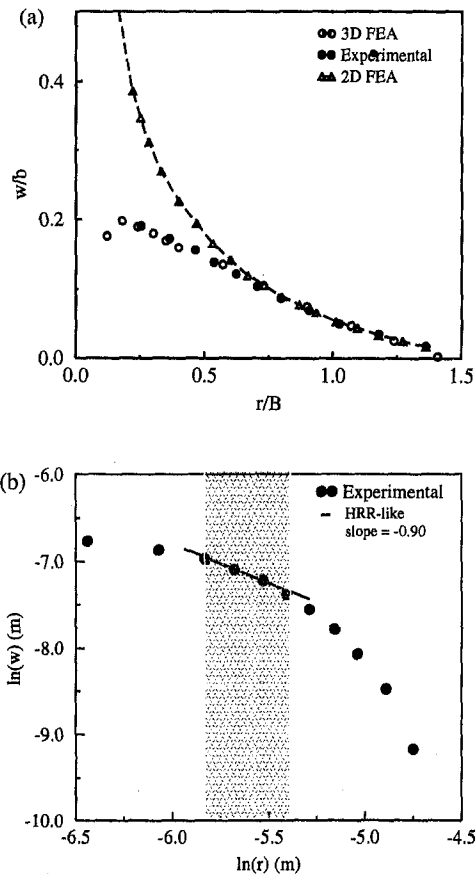 (a)
3D FEA
Experimental
2D FEA
0.4
0.2
0.0
w/b
0.0 0.5 1.0 1.5
r/B
(b)
-6.0
-7.0
-8.0
-9.0
-10.0
ln(w) (m)
Experimental
HRR-like
slope = -0.90
-6.5 -6.0 -5.5 -5.0 -4.5
ln(r) (m)